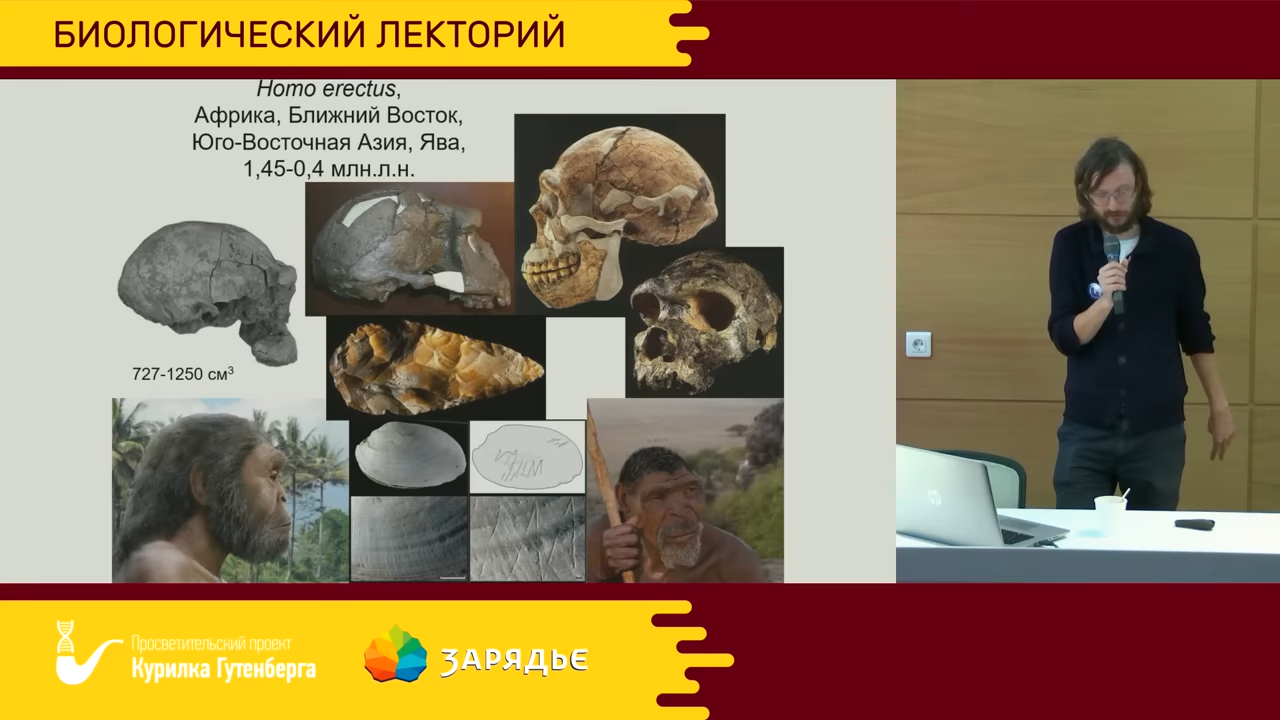 БИОЛОГИЧЕСКИЙ ЛЕКТОРИЙ
Homo erectus,
Африка, Ближний Восток,
Юго-Восточная Азия, Ява,
1,45-0,4 млн.л.н.
727-1250 см³
Просветительский проект
Курилка Гутенберга
ЗАРЯДЬЕ